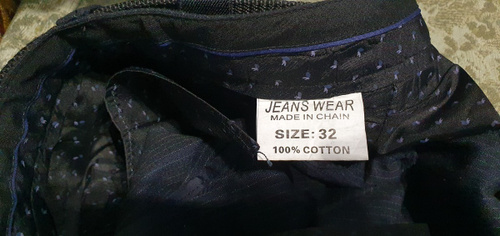 JEANS WEAR
MADE IN CHAIN
SIZE: 32
100% COTTON